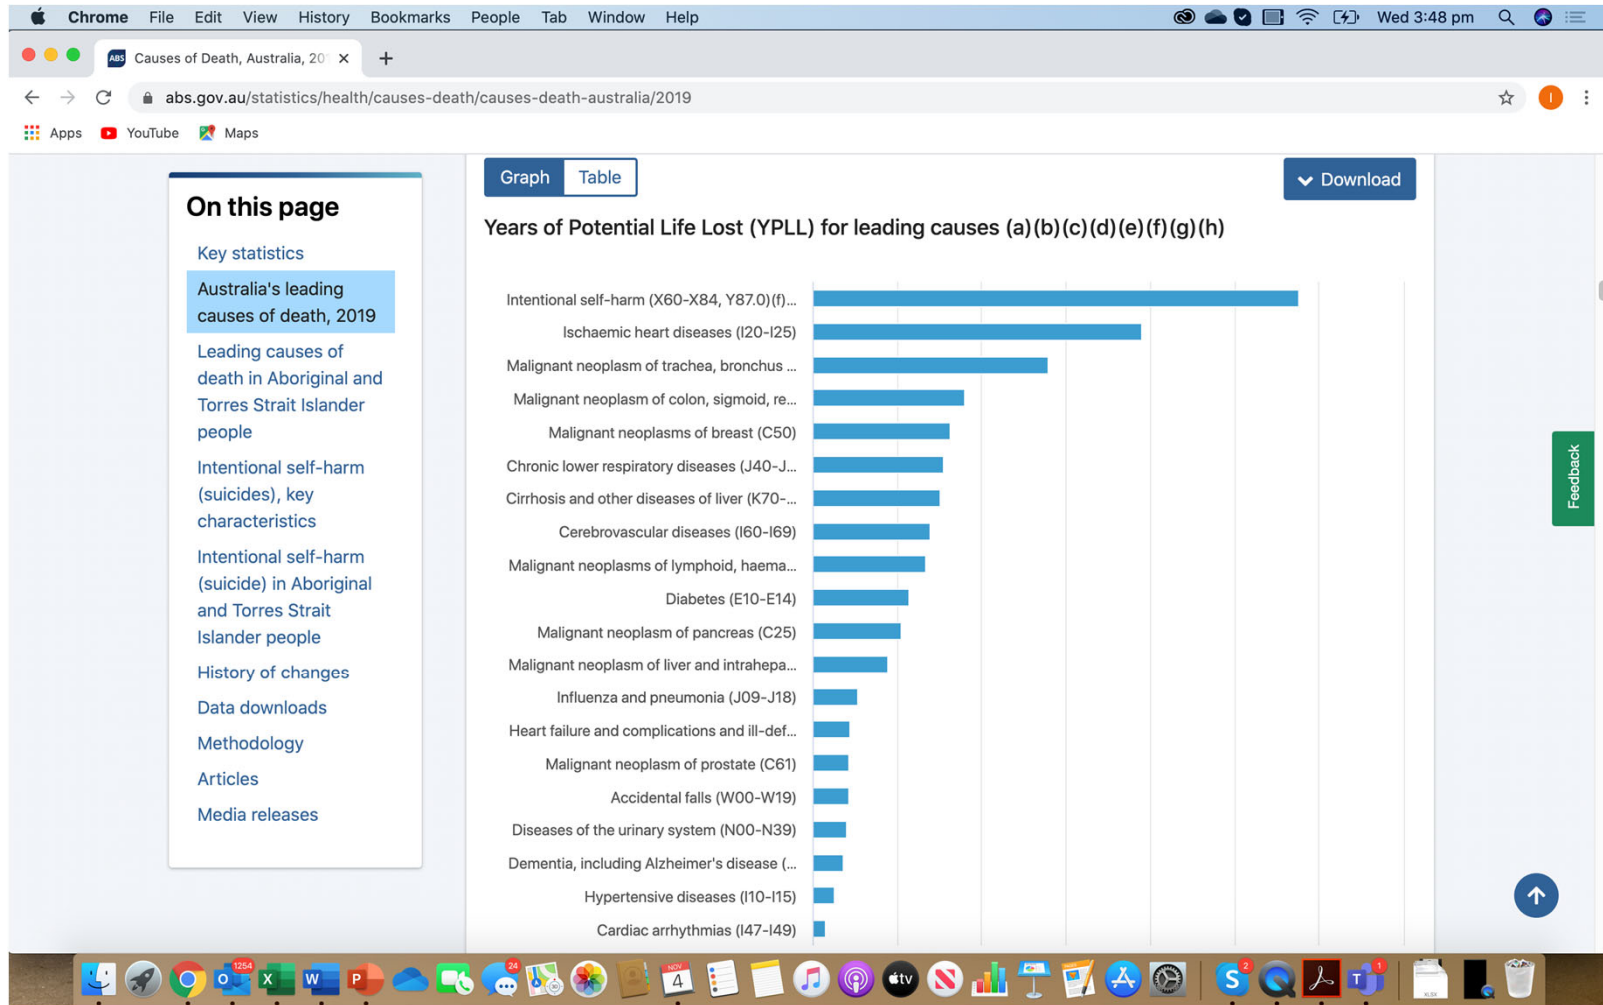 Chrome File Edit View History Bookmarks People Tab Window Help Wed 3:48 pm
ABS Causes of Death, Australia, 20
abs.gov.au/statistics/health/causes-death/causes-death-australia/2019 I
Apps YouTube Maps
On this page
Key statistics
Australia's leading
causes of death, 2019
Leading causes of
death in Aboriginal and
Torres Strait Islander
people
Intentional self-harm
(suicides), key
characteristics
Intentional self-harm
(suicide) in Aboriginal
and Torres Strait
Islander people
History of changes
Data downloads
Methodology
Articles
Media releases
Graph Table Download
Years of Potential Life Lost (YPLL) for leading causes (a)(b)(c)(d)(e)(f)(g)(h)
Intentional self-harm (X60-X84, Y87.0)(f)...
Ischaemic heart diseases (I20-I25)
Malignant neoplasm of trachea, bronchus ...
Malignant neoplasm of colon, sigmoid, re...
Malignant neoplasms of breast (C50)
Chronic lower respiratory diseases (J40-J...
Cirrhosis and other diseases of liver (K70-...
Cerebrovascular diseases (I60-I69)
Malignant neoplasms of lymphoid, haema...
Diabetes (E10-E14)
Malignant neoplasm of pancreas (C25)
Malignant neoplasm of liver and intrahepa...
Influenza and pneumonia (J09-J18)
Heart failure and complications and ill-def...
Malignant neoplasm of prostate (C61)
Accidental falls (W00-W19)
Diseases of the urinary system (N00-N39)
Dementia, including Alzheimer's disease (...
Hypertensive diseases (I10-I15)
Cardiac arrhythmias (I47-I49)
Feedback
1254 24 NOV 4 tv 2 1 XLSX